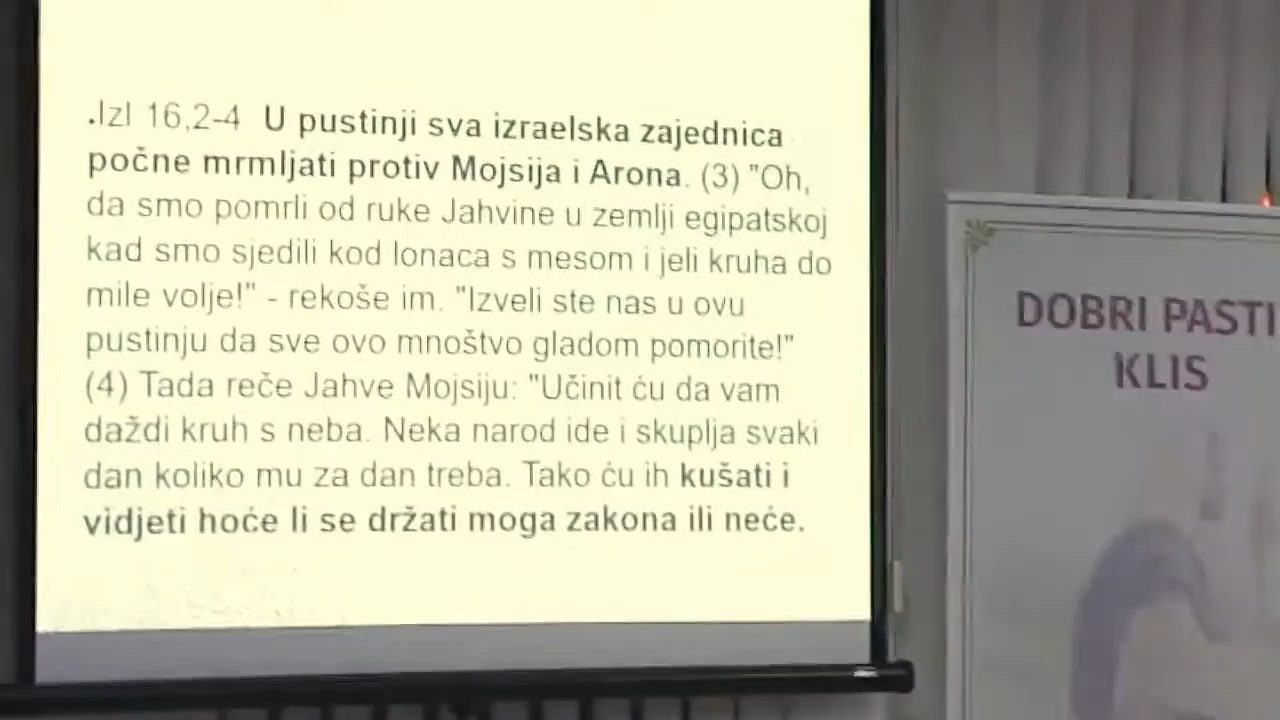 .Izl 16,2-4 U pustinji sva izraelska zajednica
počne mrmljati protiv Mojsija i Arona. (3) "Oh,
da smo pomrli od ruke Jahvine u zemlji egipatskoj
kad smo sjedili kod lonaca s mesom i jeli kruha do
mile volje!" - rekoše im. "Izveli ste nas u ovu
pustinju da sve ovo mnoštvo gladom pomorite!"
(4) Tada reče Jahve Mojsiju: "Učinit ću da vam
daždi kruh s neba. Neka narod ide i skuplja svaki
dan koliko mu za dan treba. Tako ću ih kušati i
vidjeti hoće li se držati moga zakona ili neće.
DOBRI PASTI
KLIS